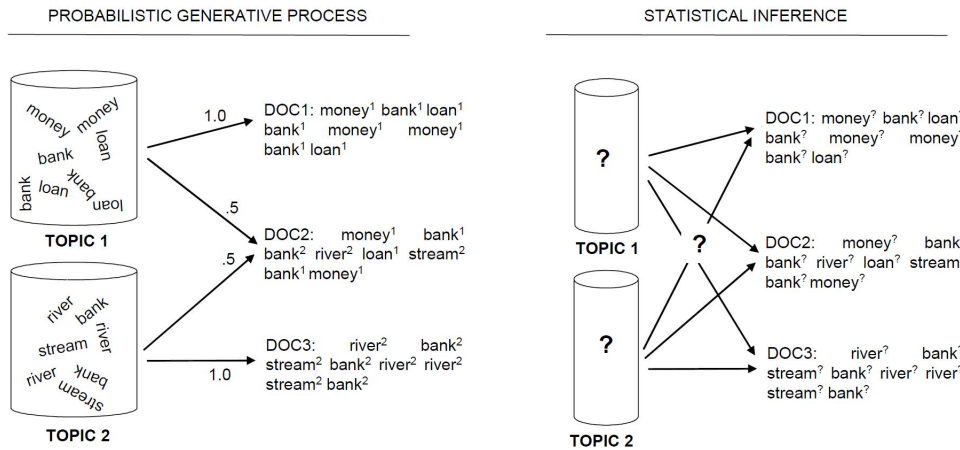 PROBABILISTIC GENERATIVE PROCESS
money
money
loan
bank
bank
loan
bank
loan
TOPIC 1
river
bank
river
stream
river
bank
stream
TOPIC 2
1.0
.5
.5
1.0
DOC1: money¹ bank¹ loan¹
bank¹ money¹ money¹
bank¹ loan¹
DOC2: money¹ bank¹
bank² river² loan¹ stream²
bank¹ money¹
DOC3: river² bank²
stream² bank² river² river²
stream² bank²
STATISTICAL INFERENCE
?
TOPIC 1
?
TOPIC 2
?
DOC1: money? bank? loan?
bank? money? money?
bank? loan?
DOC2: money? bank
bank? river? loan? stream
bank? money?
DOC3: river? bank?
stream? bank? river? river?
stream? bank?